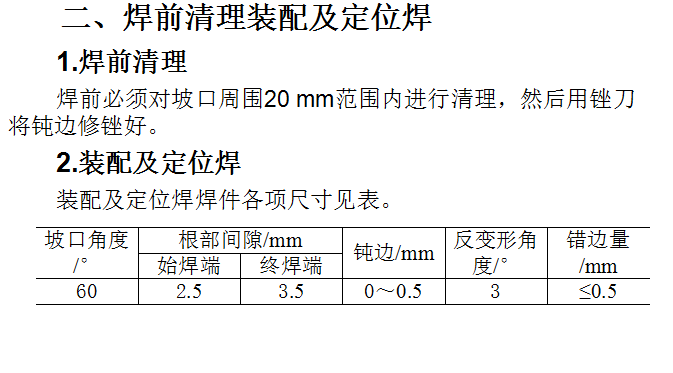 二、焊前清理装配及定位焊
1.焊前清理
焊前必须对坡口周围20 mm范围内进行清理，然后用锉刀
将钝边修锉好。
2.装配及定位焊
装配及定位焊焊件各项尺寸见表。
坡口角度 根部间隙/mm 钝边/mm 反变形角 错边量
/° 始焊端 终焊端 度/° /mm
60 2.5 3.5 0～0.5 3 ≤0.5